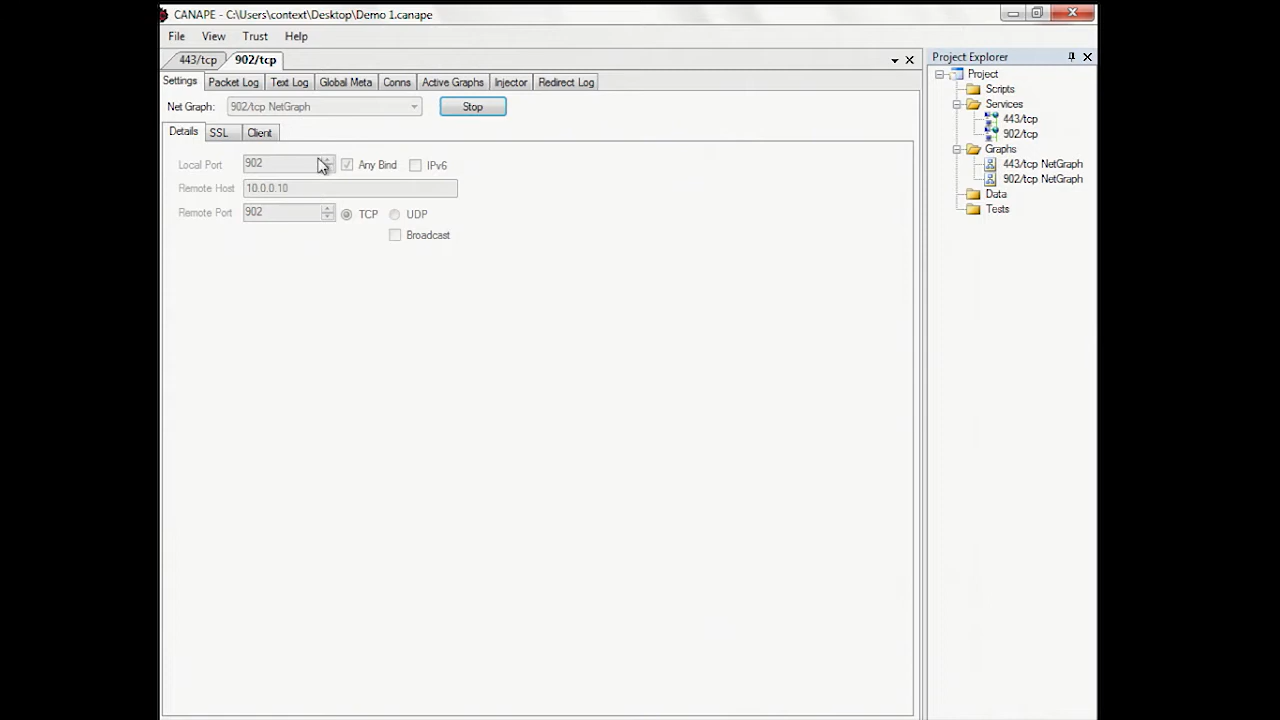 CANAPE - C:\Users\context\Desktop\Demo 1.canape
File View Trust Help
443/tcp 902/tcp
Settings Packet Log Text Log Global Meta Conns Active Graphs Injector Redirect Log
Net Graph: 902/tcp NetGraph Stop
Details SSL Client
Local Port 902 Any Bind IPv6
Remote Host 10.0.0.10
Remote Port 902 TCP UDP
Broadcast
Project Explorer
Project
Scripts
Services
443/tcp
902/tcp
Graphs
443/tcp NetGraph
902/tcp NetGraph
Data
Tests